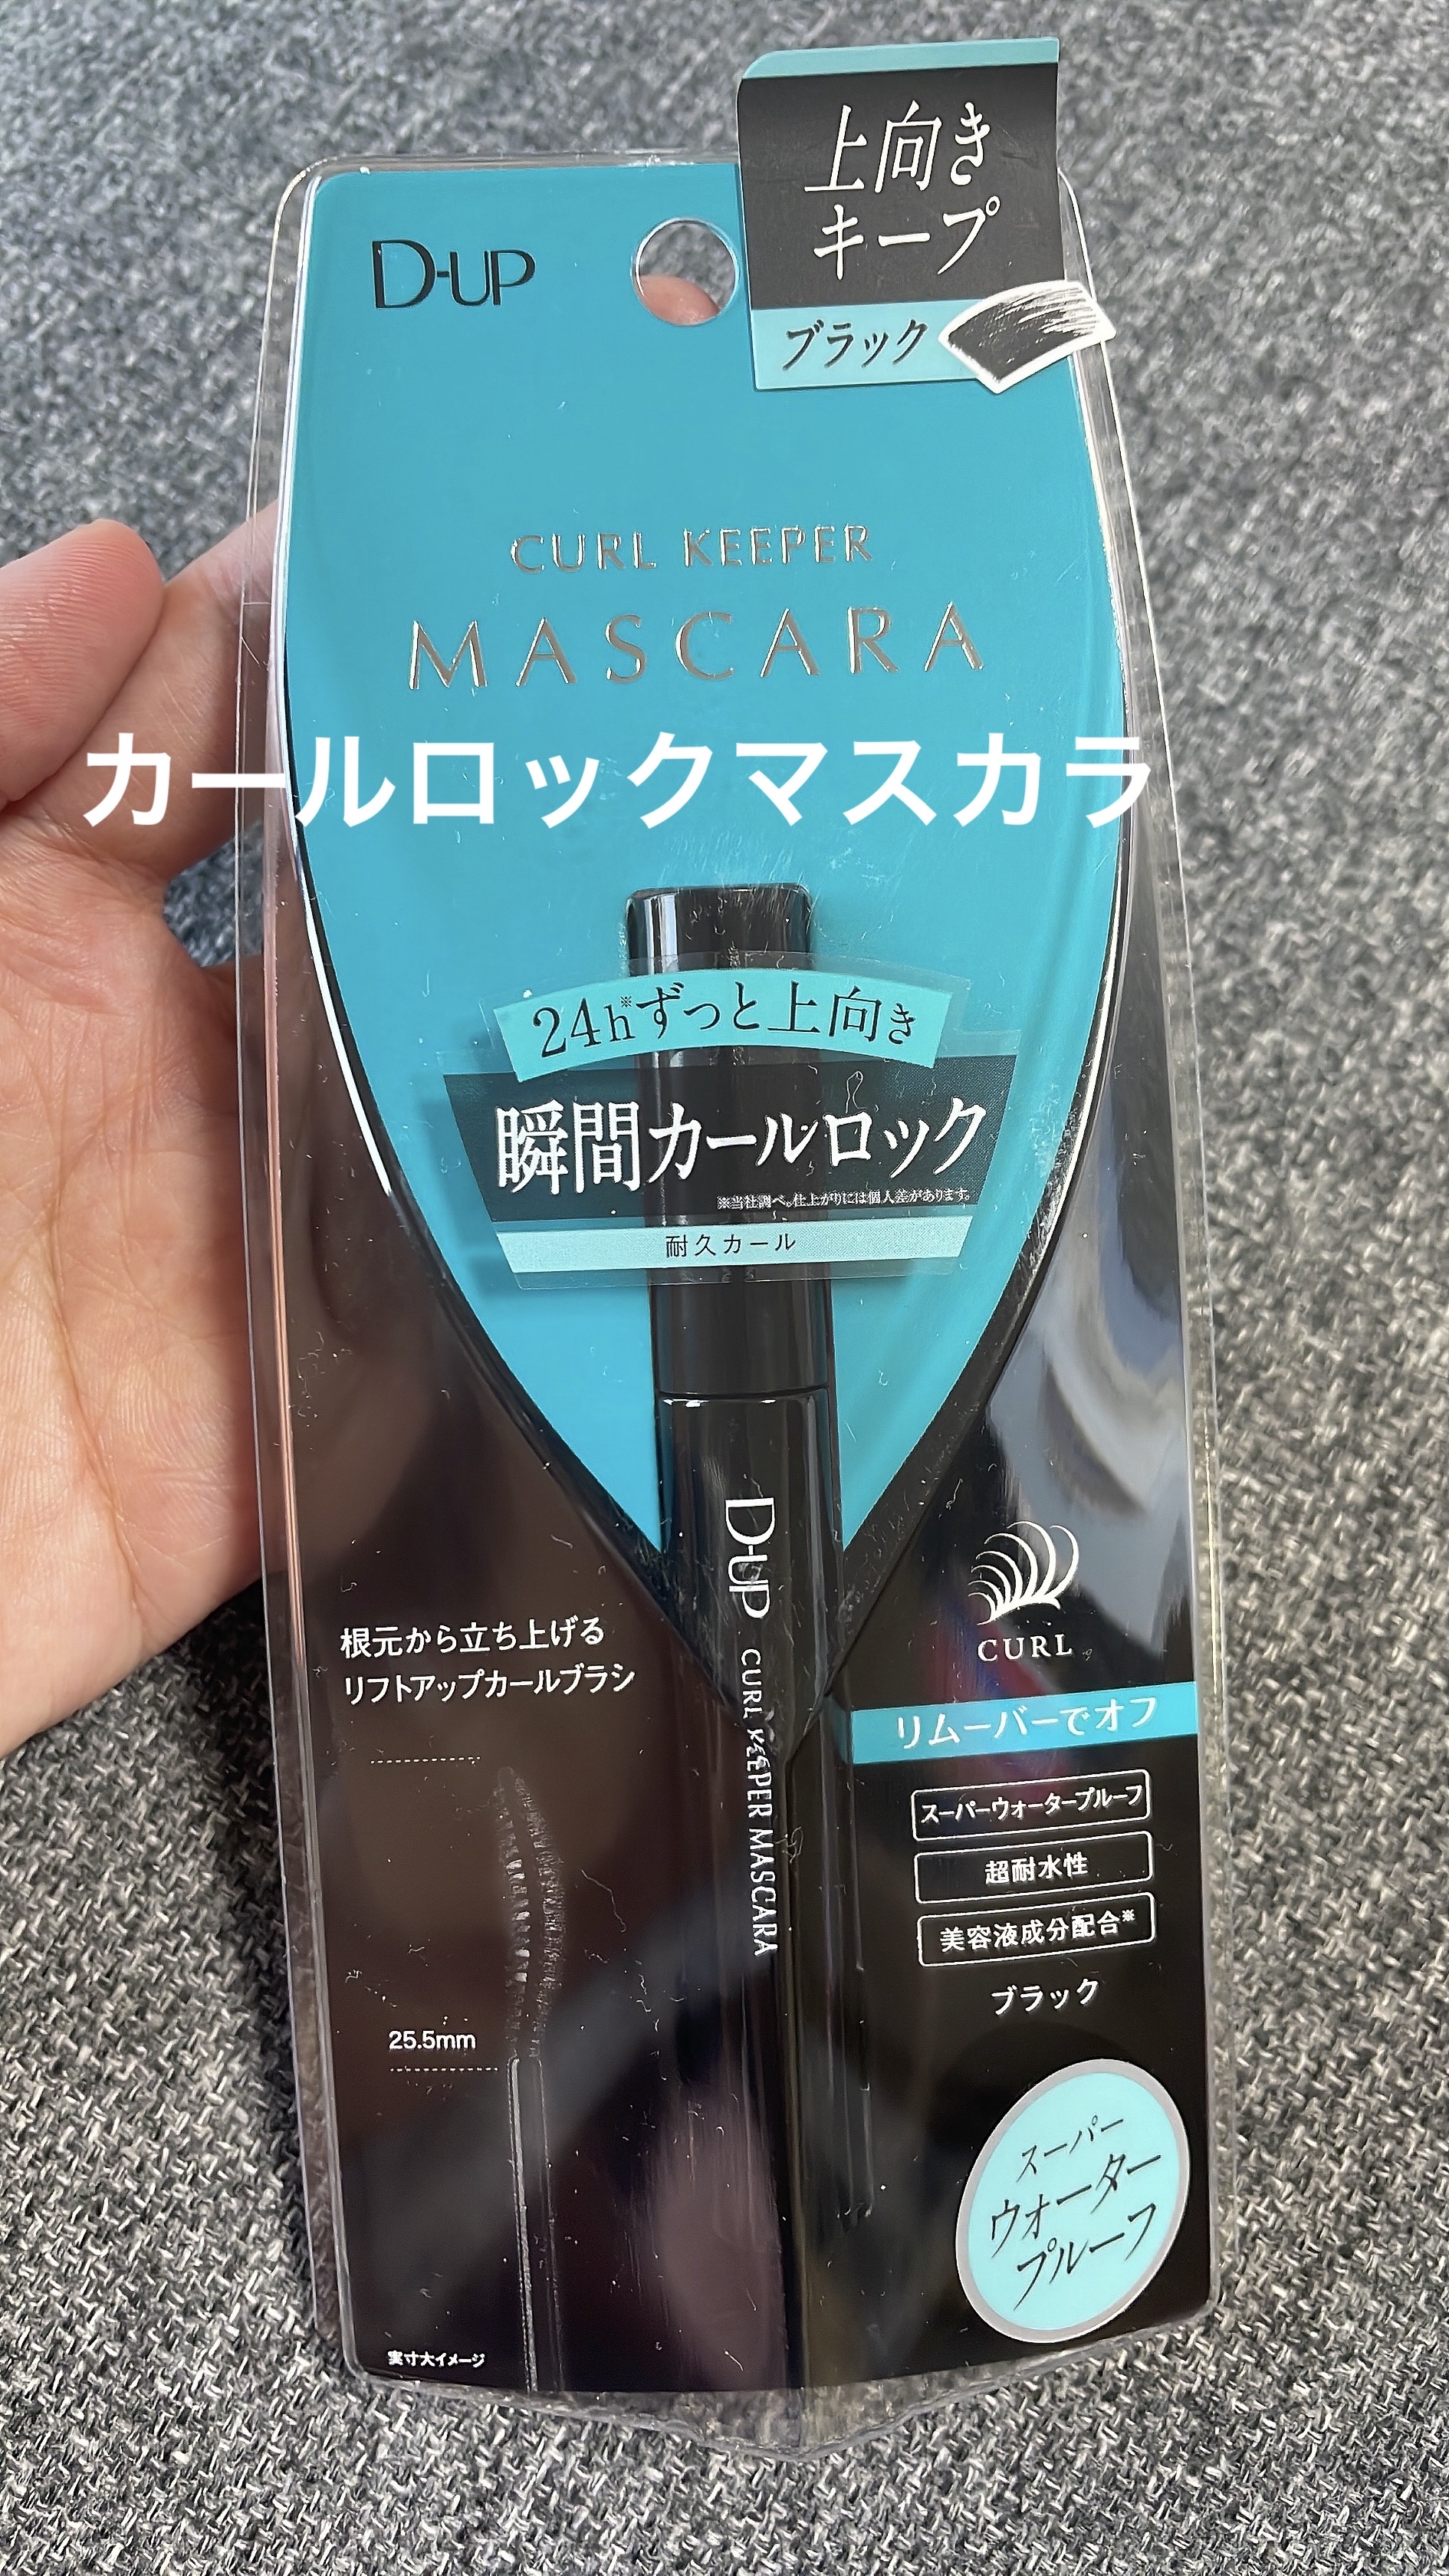 上向き
キープ
ブラック
D-UP
CURL KEEPER
MASCARA
カールロックマスカラ
24h※ずっと上向き
瞬間カールロック
※当社調べ。仕上がりには個人差があります。
耐久カール
D-UP CURL KEEPER MASCARA
根元から立ち上げる
リフトアップカールブラシ
25.5mm
実寸大イメージ
CURL
リムーバーでオフ
スーパーウォータープルーフ
超耐水性
美容液成分配合※
ブラック
スーパー
ウォーター
プルーフ